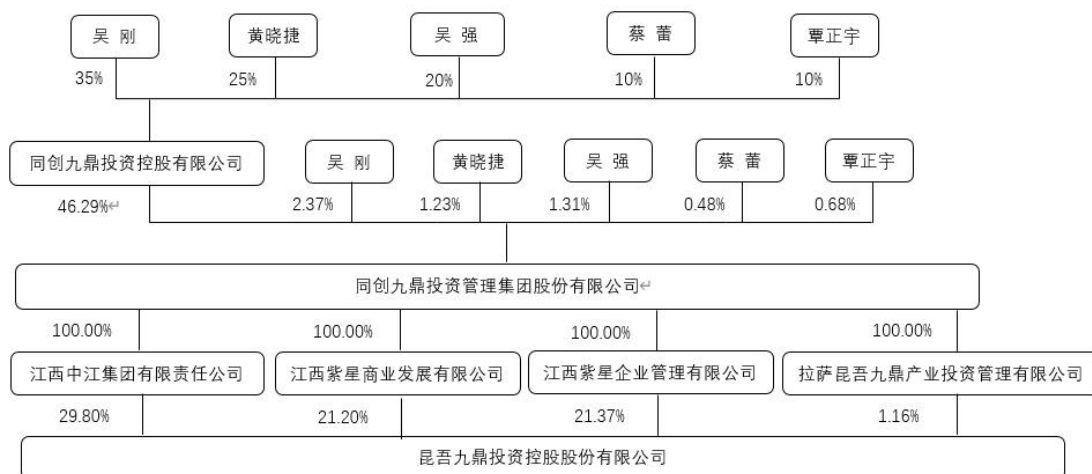 吴 刚 黄晓捷 吴 强 蔡 蕾 覃正宇
35% 25% 20% 10% 10%
同创九鼎投资控股有限公司 吴 刚 黄晓捷 吴 强 蔡 蕾 覃正宇
46.29%↵ 2.37% 1.23% 1.31% 0.48% 0.68%
同创九鼎投资管理集团股份有限公司↵
100.00% 100.00% 100.00% 100.00%
江西中江集团有限责任公司 江西紫星商业发展有限公司 江西紫星企业管理有限公司 拉萨昆吾九鼎产业投资管理有限公司
29.80% 21.20% 21.37% 1.16%
昆吾九鼎投资控股股份有限公司